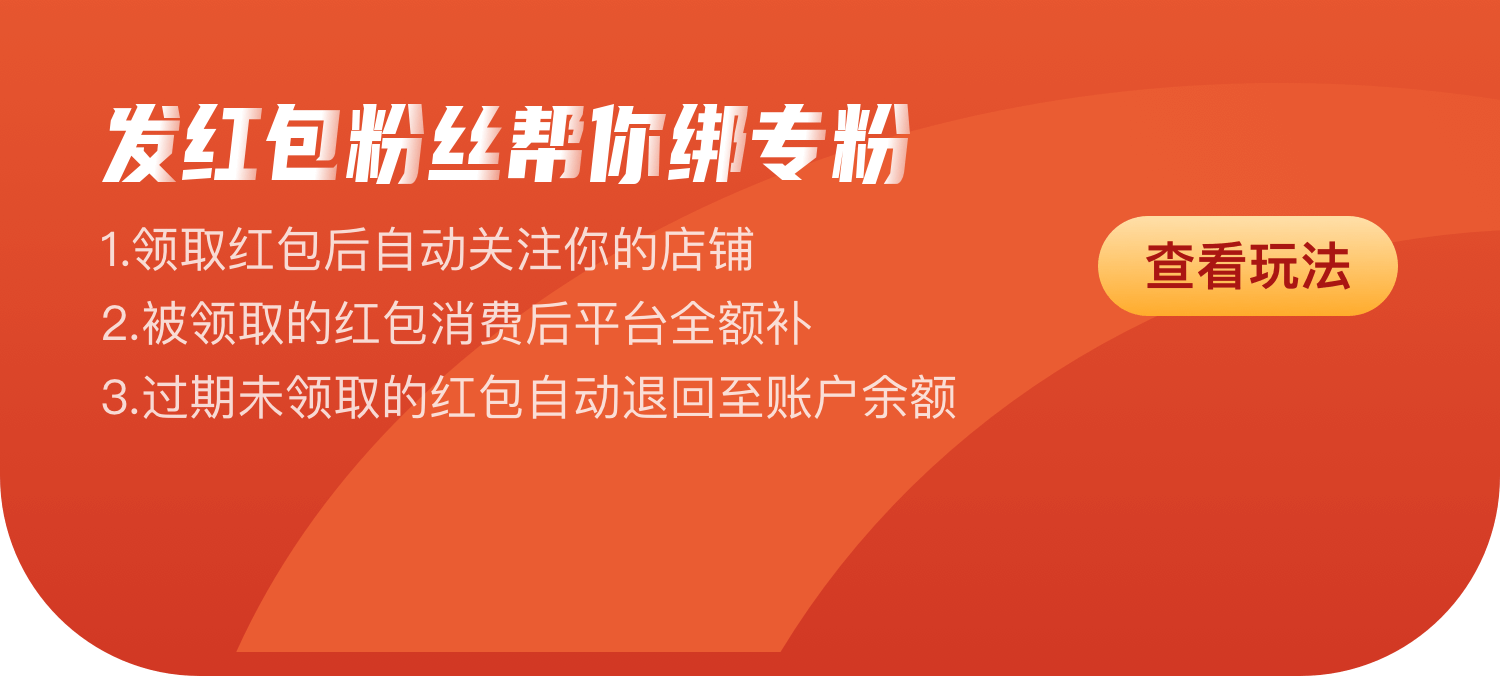 发红包粉丝帮你绑专粉
1.领取红包后自动关注你的店铺
查看玩法
2.被领取的红包消费后平台全额补
3.过期未领取的红包自动退回至账户余额